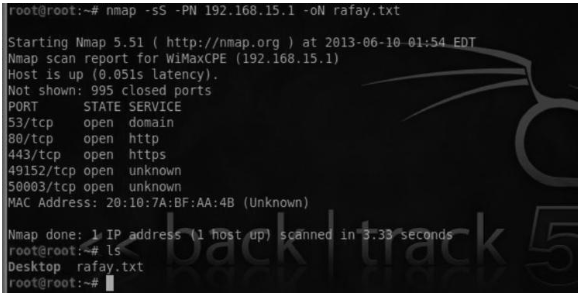 root@root:~# nmap -sS -PN 192.168.15.1 -oN rafay.txt
Starting Nmap 5.51 ( http://nmap.org ) at 2013-06-10 01:54 EDT
Nmap scan report for WiMaxCPE (192.168.15.1)
Host is up (0.051s latency).
Not shown: 995 closed ports
PORT STATE SERVICE
53/tcp open domain
80/tcp open http
443/tcp open https
49152/tcp open unknown
50003/tcp open unknown
MAC Address: 20:10:7A:BF:AA:4B (Unknown)
Nmap done: 1 IP address (1 host up) scanned in 3.33 seconds
root@root:~# ls
Desktop rafay.txt
root@root:~#
<< back | track 5